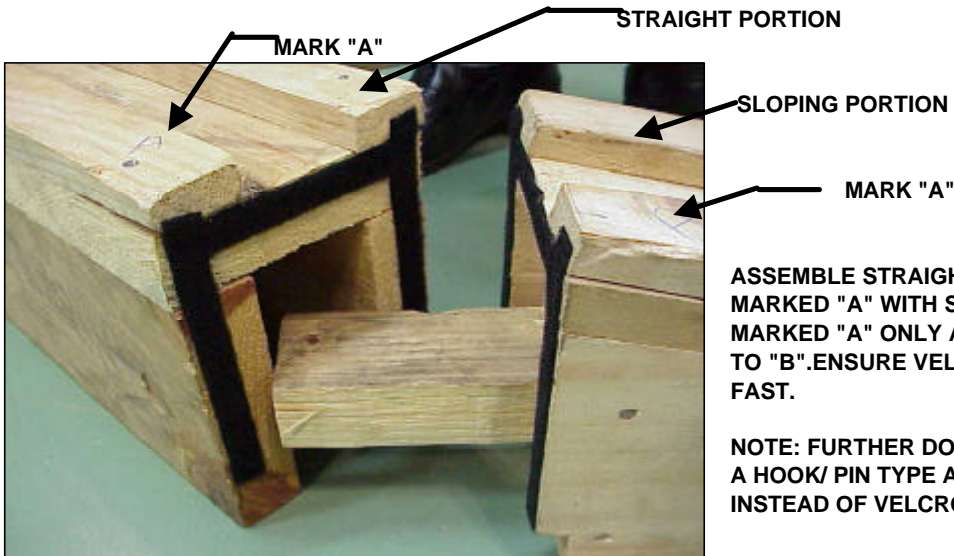 STRAIGHT PORTION
MARK "A"
SLOPING PORTION
MARK "A"
ASSEMBLE STRAIGH
MARKED "A" WITH S
MARKED "A" ONLY A
TO "B".ENSURE VEL
FAST.
NOTE: FURTHER DO
A HOOK/ PIN TYPE A
INSTEAD OF VELCR